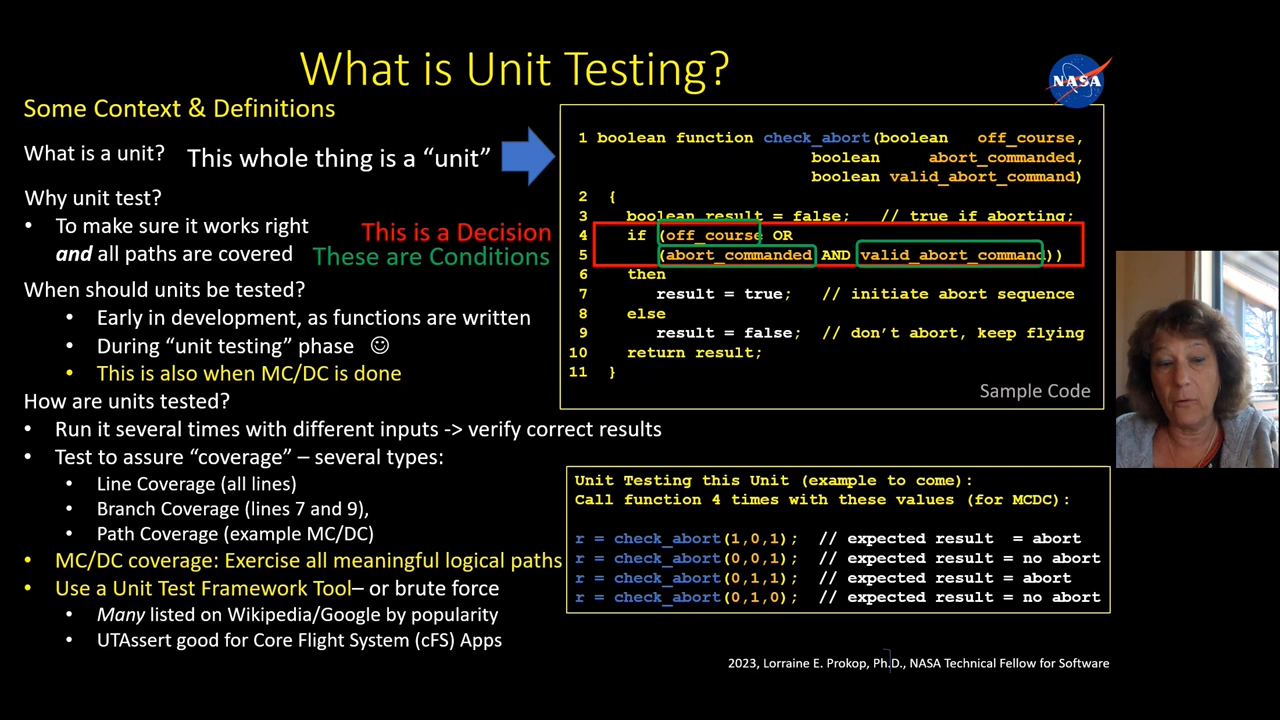 What is Unit Testing?
NASA
Some Context & Definitions
What is a unit?
This whole thing is a “unit”
Why unit test?
• To make sure it works right
and all paths are covered
This is a Decision
These are Conditions
When should units be tested?
• Early in development, as functions are written
• During “unit testing” phase ☺
• This is also when MC/DC is done
How are units tested?
• Run it several times with different inputs -> verify correct results
• Test to assure “coverage” – several types:
• Line Coverage (all lines)
• Branch Coverage (lines 7 and 9),
• Path Coverage (example MC/DC)
• MC/DC coverage: Exercise all meaningful logical paths
• Use a Unit Test Framework Tool– or brute force
• Many listed on Wikipedia/Google by popularity
• UTAssert good for Core Flight System (cFS) Apps
1 boolean function check_abort(boolean off_course,
boolean abort_commanded,
boolean valid_abort_command)
2 {
3 boolean result = false; // true if aborting;
4 if (off_course OR
5 (abort_commanded AND valid_abort_command))
6 then
7 result = true; // initiate abort sequence
8 else
9 result = false; // don’t abort, keep flying
10 return result;
11 }
Sample Code
Unit Testing this Unit (example to come):
Call function 4 times with these values (for MCDC):
r = check_abort(1,0,1); // expected result = abort
r = check_abort(0,0,1); // expected result = no abort
r = check_abort(0,1,1); // expected result = abort
r = check_abort(0,1,0); // expected result = no abort
2023, Lorraine E. Prokop, Ph.D., NASA Technical Fellow for Software